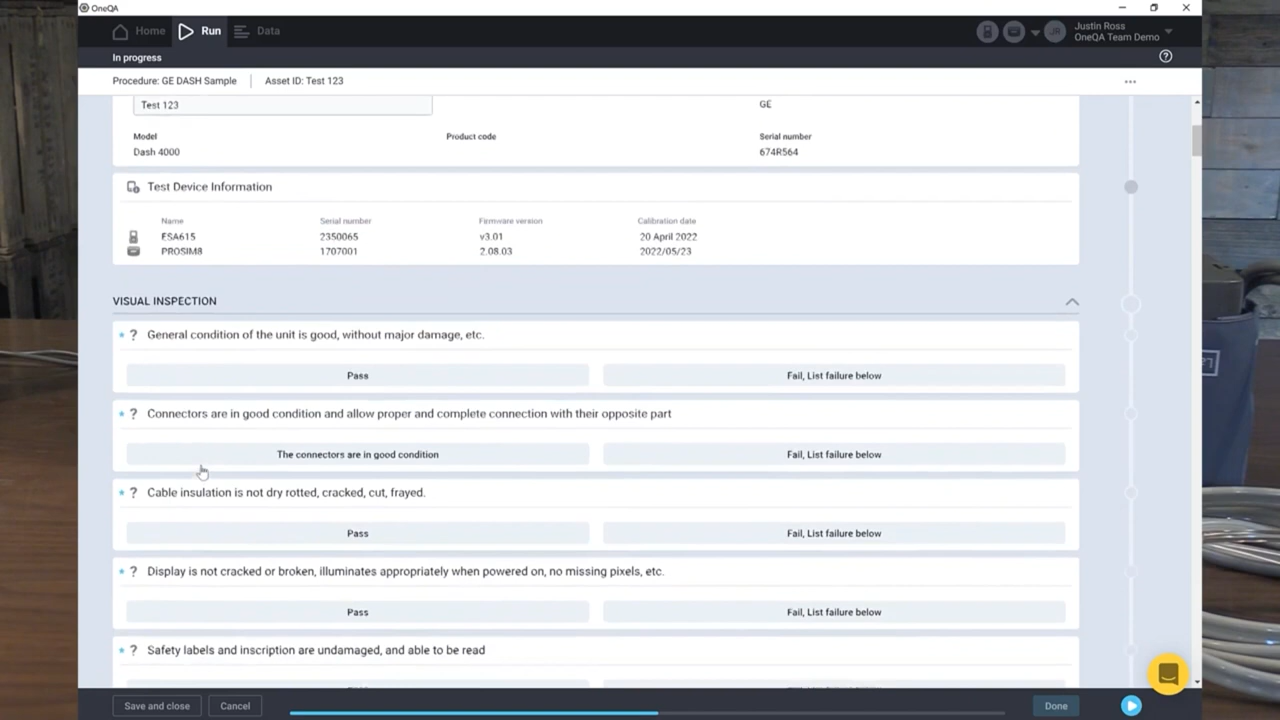 OneQA
Home Run Data
JR Justin Ross
OneQA Team Demo
In progress
Procedure: GE DASH Sample Asset ID: Test 123
Test 123 GE
Model Product code Serial number
Dash 4000 674R564
Test Device Information
Name Serial number Firmware version Calibration date
ESA615 2350065 v3.01 20 April 2022
PROSIM8 1707001 2.08.03 2022/05/23
VISUAL INSPECTION
* ? General condition of the unit is good, without major damage, etc.
Pass Fail, List failure below
* ? Connectors are in good condition and allow proper and complete connection with their opposite part
The connectors are in good condition Fail, List failure below
* ? Cable insulation is not dry rotted, cracked, cut, frayed.
Pass Fail, List failure below
* ? Display is not cracked or broken, illuminates appropriately when powered on, no missing pixels, etc.
Pass Fail, List failure below
* ? Safety labels and inscription are undamaged, and able to be read
Save and close Cancel Done